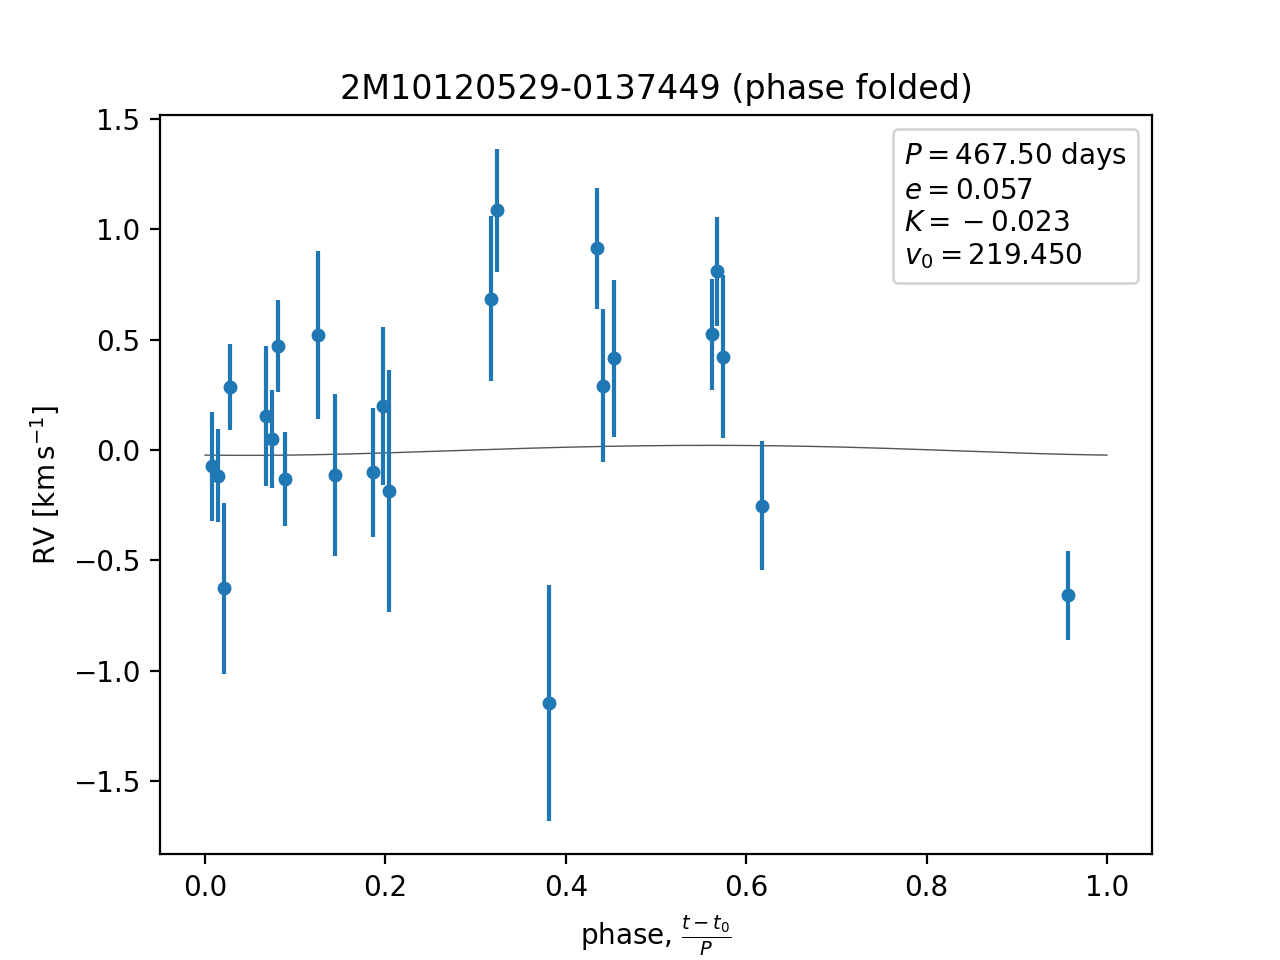 2M10120529-0137449 (phase folded)
P = 467.50 days
e = 0.057
K = −0.023
v₀ = 219.450
RV [km s⁻¹]
1.5
1.0
0.5
0.0
−0.5
−1.0
−1.5
0.0 0.2 0.4 0.6 0.8 1.0
phase, (t − t₀)/P